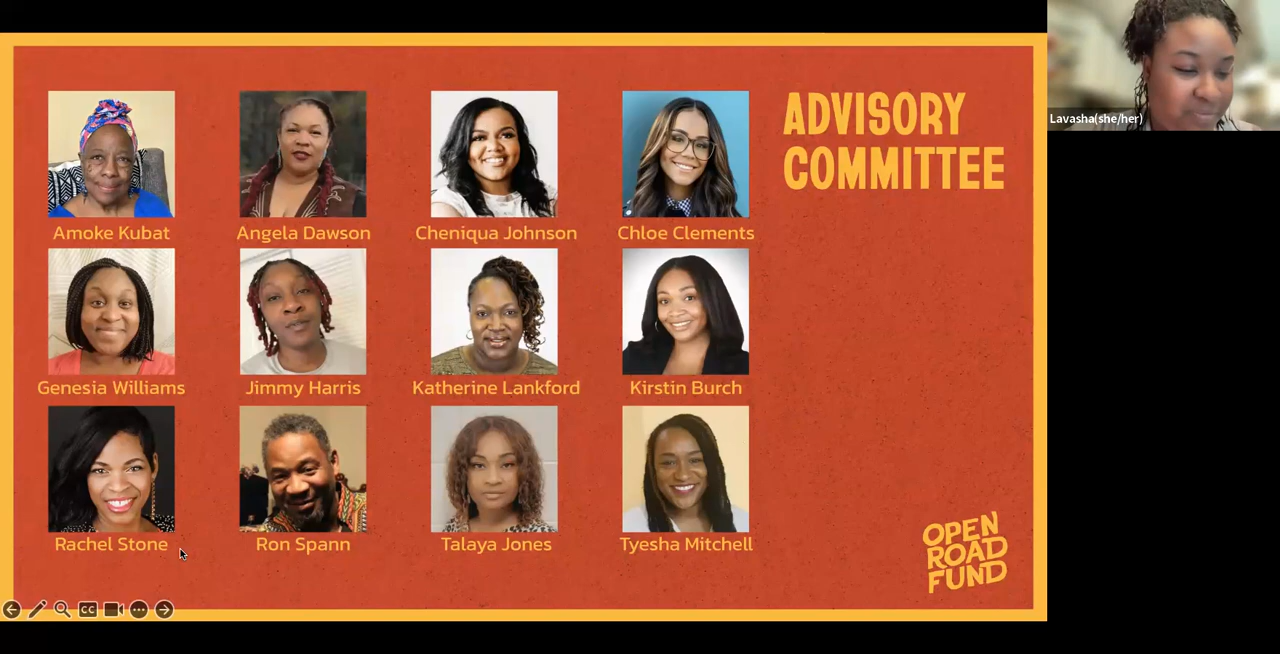 ADVISORY
COMMITTEE
Lavasha(she/her)
Amoke Kubat
Angela Dawson
Cheniqua Johnson
Chloe Clements
Genesia Williams
Jimmy Harris
Katherine Lankford
Kirstin Burch
Rachel Stone
Ron Spann
Talaya Jones
Tyesha Mitchell
OPEN
ROAD
FUND
CC